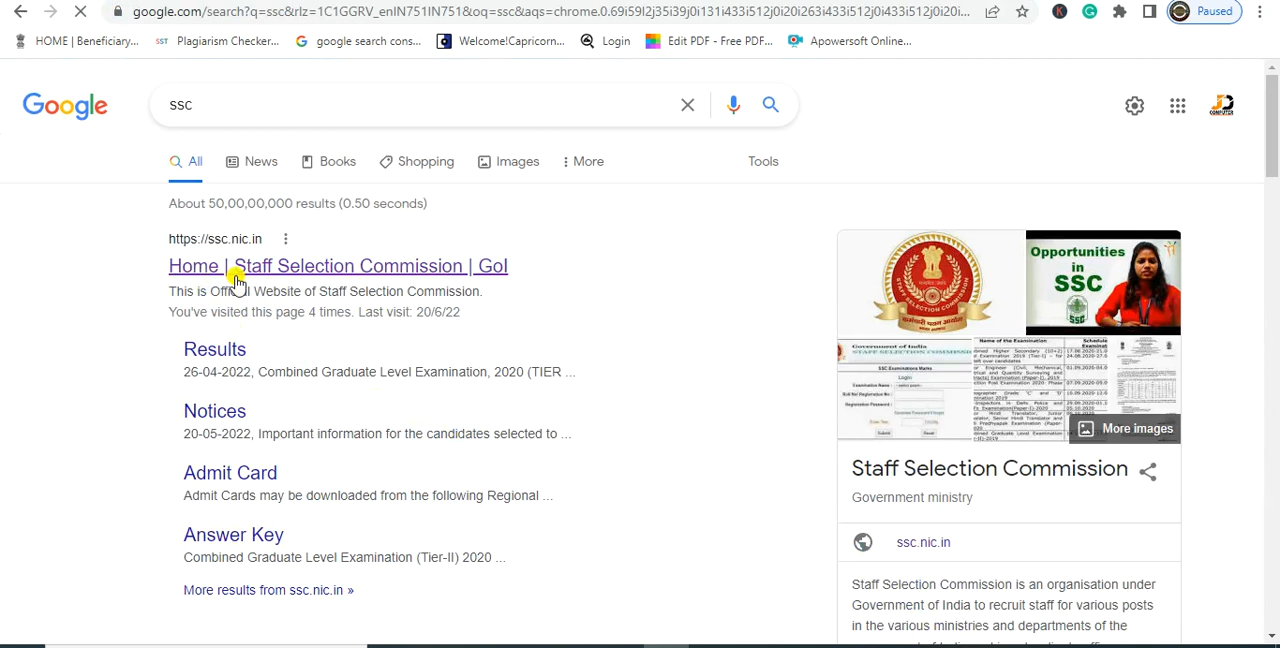 google.com/search?q=ssc&rlz=1C1GGRV_enIN751IN751&oq=ssc&aqs=chrome.0.69i59l2j35i39j0i131i433i512j0i20i263i433i512j0i433i512j0i20i... Paused
HOME | Beneficiary... SST Plagiarism Checker... google search cons... Welcome!Capricorn... Login Edit PDF - Free PDF... Apowersoft Online...
Google ssc
All News Books Shopping Images More Tools
About 50,00,00,000 results (0.50 seconds)
https://ssc.nic.in
Home | Staff Selection Commission | GoI
This is Official Website of Staff Selection Commission.
You've visited this page 4 times. Last visit: 20/6/22
Results
26-04-2022, Combined Graduate Level Examination, 2020 (TIER ...
Notices
20-05-2022, Important information for the candidates selected to ...
Admit Card
Admit Cards may be downloaded from the following Regional ...
Answer Key
Combined Graduate Level Examination (Tier-II) 2020 ...
More results from ssc.nic.in »
Opportunities
in
SSC
Government of India
More images
Staff Selection Commission
Government ministry
ssc.nic.in
Staff Selection Commission is an organisation under
Government of India to recruit staff for various posts
in the various ministries and departments of the